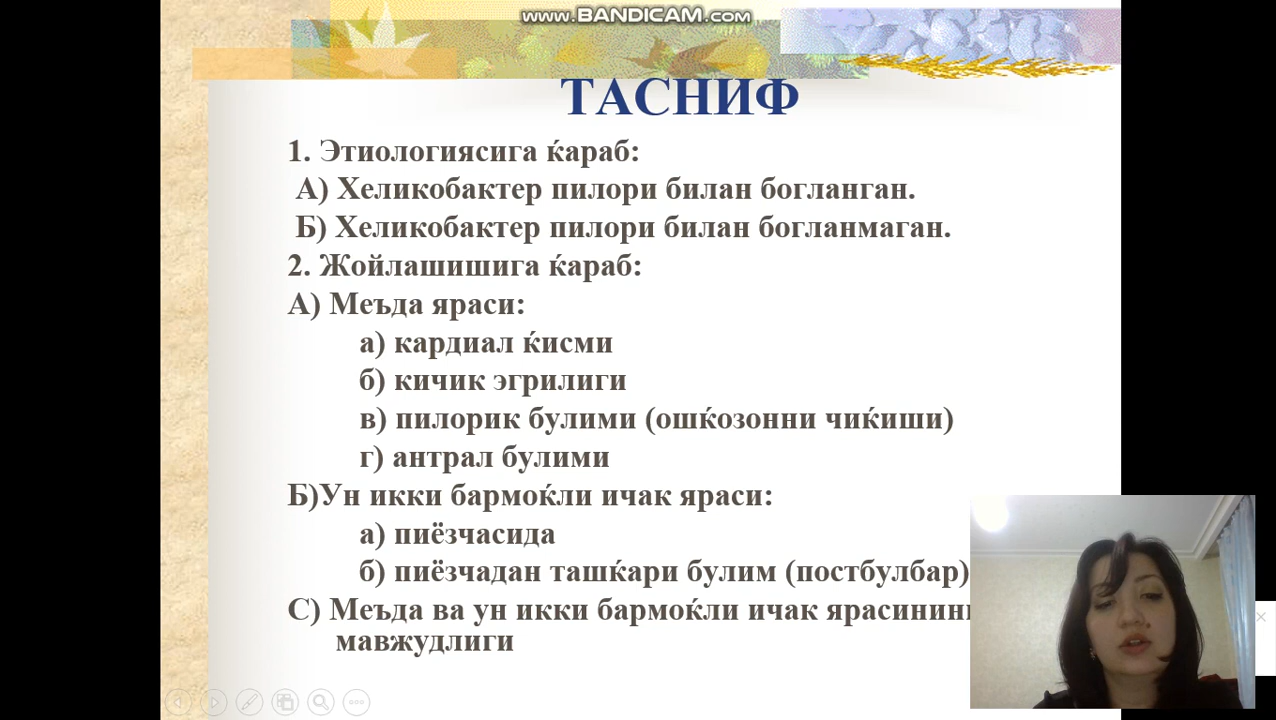 www.BANDICAM.com
ТАСНИФ
1. Этиологиясига ќараб:
А) Хеликобактер пилори билан богланган.
Б) Хеликобактер пилори билан богланмаган.
2. Жойлашишига ќараб:
А) Меъда яраси:
а) кардиал ќисми
б) кичик эгрилиги
в) пилорик булими (ошќозонни чиќиши)
г) антрал булими
Б)Ун икки бармоќли ичак яраси:
а) пиёзчасида
б) пиёзчадан ташќари булим (постбулбар)
С) Меъда ва ун икки бармоќли ичак
мавжудлиги